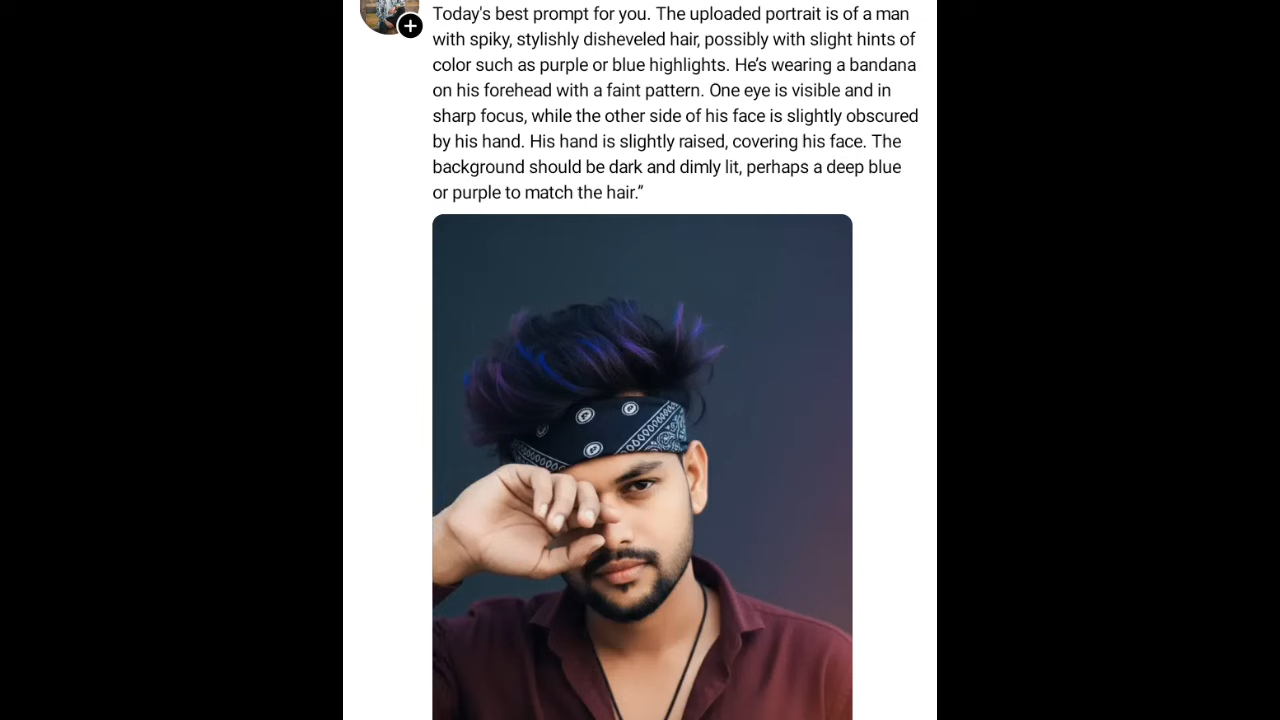 Today's best prompt for you. The uploaded portrait is of a man
with spiky, stylishly disheveled hair, possibly with slight hints of
color such as purple or blue highlights. He’s wearing a bandana
on his forehead with a faint pattern. One eye is visible and in
sharp focus, while the other side of his face is slightly obscured
by his hand. His hand is slightly raised, covering his face. The
background should be dark and dimly lit, perhaps a deep blue
or purple to match the hair.”